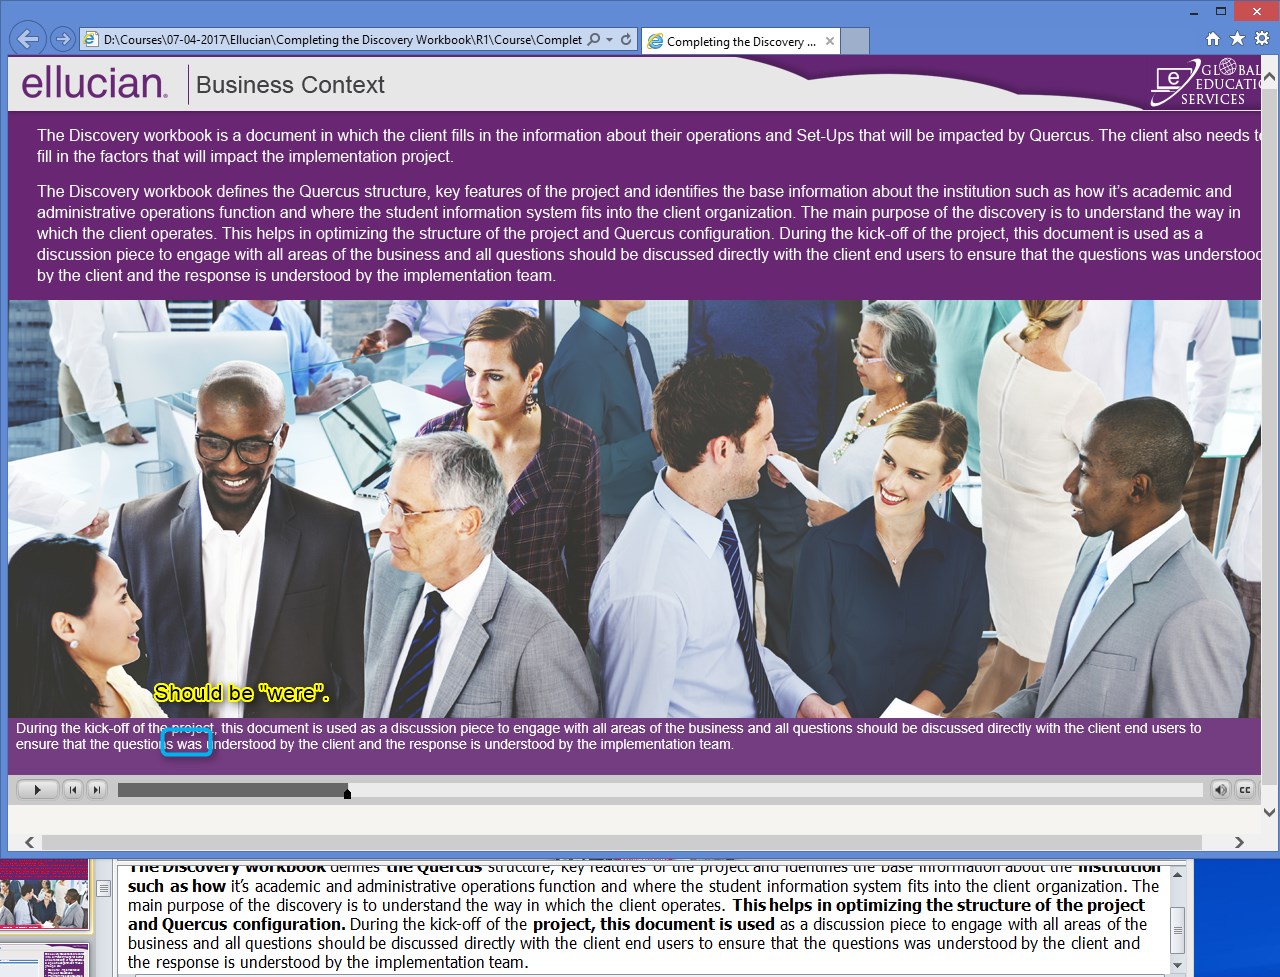 D:\Courses\07-04-2017\Ellucian\Completing the Discovery Workbook\R1\Course\Complet
Completing the Discovery ...
ellucian
Business Context
GLOBAL
EDUCATIO
SERVICES
The Discovery workbook is a document in which the client fills in the information about their operations and Set-Ups that will be impacted by Quercus. The client also needs to
fill in the factors that will impact the implementation project.
The Discovery workbook defines the Quercus structure, key features of the project and identifies the base information about the institution such as how it's academic and
administrative operations function and where the student information system fits into the client organization. The main purpose of the discovery is to understand the way in
which the client operates. This helps in optimizing the structure of the project and Quercus configuration. During the kick-off of the project, this document is used as a
discussion piece to engage with all areas of the business and all questions should be discussed directly with the client end users to ensure that the questions was understood
by the client and the response is understood by the implementation team.
Should be "were".
During the kick-off of the project, this document is used as a discussion piece to engage with all areas of the business and all questions should be discussed directly with the client end users to
ensure that the questions was understood by the client and the response is understood by the implementation team.
CC
The Discovery workbook defines the Quercus structure, key features of the project and identifies the base information about the institution
such as how it's academic and administrative operations function and where the student information system fits into the client organization. The
main purpose of the discovery is to understand the way in which the client operates. This helps in optimizing the structure of the project
and Quercus configuration. During the kick-off of the project, this document is used as a discussion piece to engage with all areas of the
business and all questions should be discussed directly with the client end users to ensure that the questions was understood by the client and
the response is understood by the implementation team.